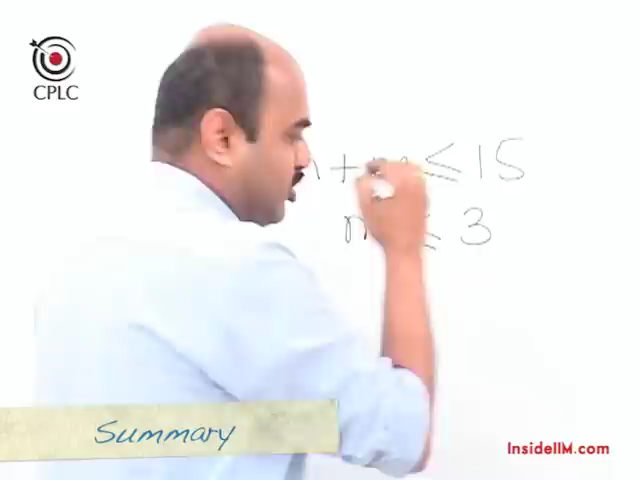 CPLC
+ ≤ 15
≤ 3
Summary
InsideIIM.com